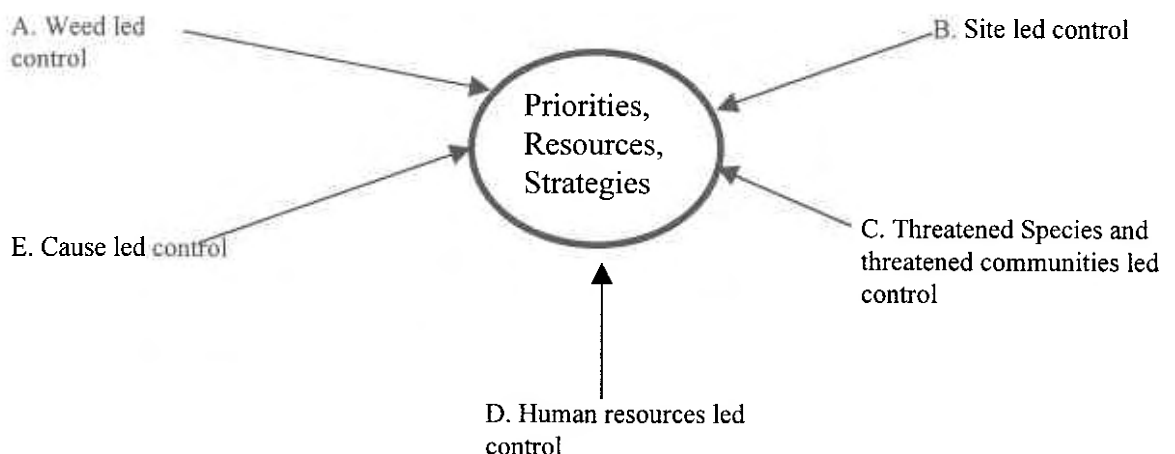 A. Weed led
control
B. Site led control
Priorities,
Resources,
Strategies
E. Cause led control
C. Threatened Species and
threatened communities led
control
D. Human resources led
control